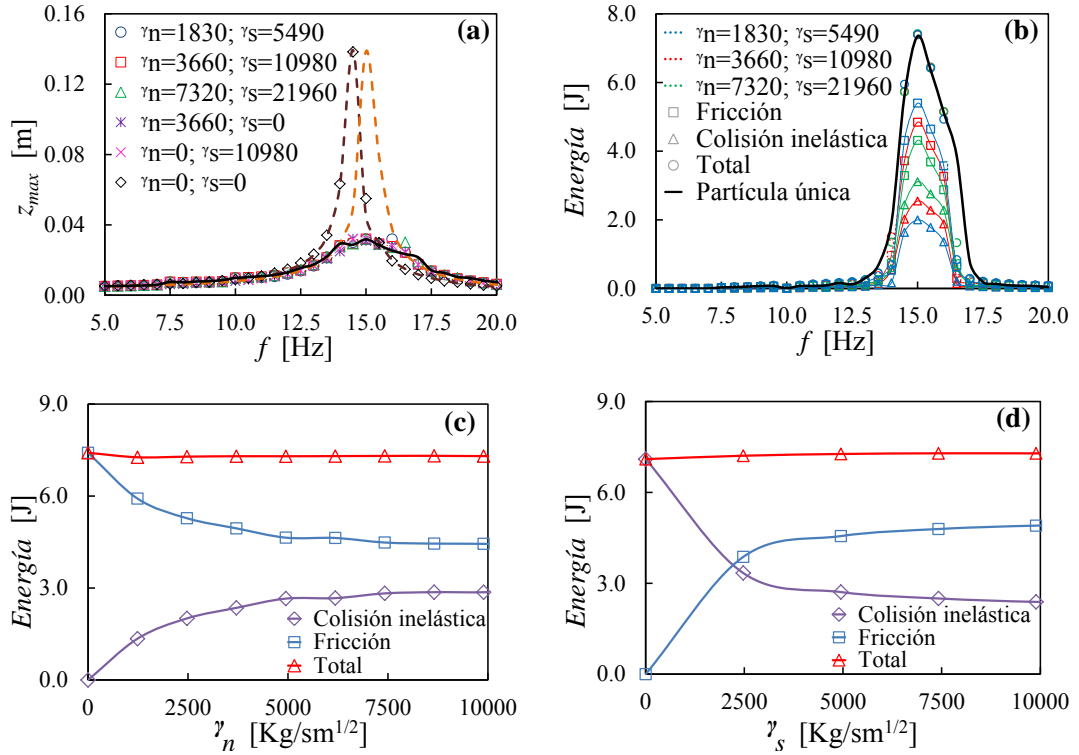 (a)
0.16
0.12
0.08
0.04
0.00
z_max [m]
γn=1830; γs=5490
γn=3660; γs=10980
γn=7320; γs=21960
γn=3660; γs=0
γn=0; γs=10980
γn=0; γs=0
5.0 7.5 10.0 12.5 15.0 17.5 20.0
f [Hz]
(b)
8.0
6.0
4.0
2.0
0.0
Energía [J]
γn=1830; γs=5490
γn=3660; γs=10980
γn=7320; γs=21960
Fricción
Colisión inelástica
Total
Partícula única
5.0 7.5 10.0 12.5 15.0 17.5 20.0
f [Hz]
(c)
9.0
6.0
3.0
0.0
Energía [J]
Colisión inelástica
Fricción
Total
0 2500 5000 7500 10000
γ_n [Kg/sm^1/2]
(d)
9.0
6.0
3.0
0.0
Energía [J]
Colisión inelástica
Fricción
Total
0 2500 5000 7500 10000
γ_s [Kg/sm^1/2]